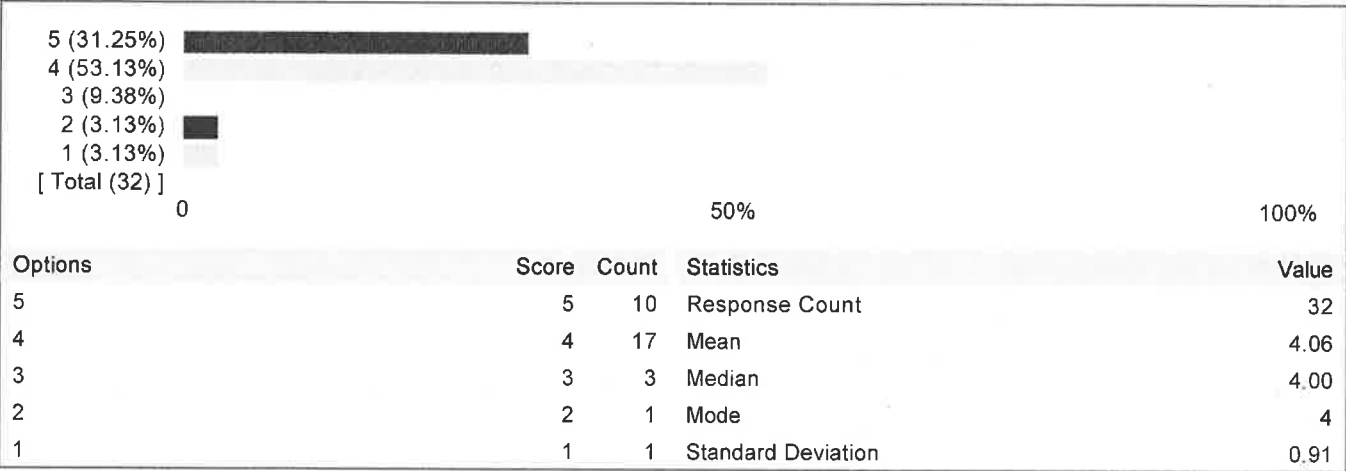 5 (31.25%)
4 (53.13%)
3 (9.38%)
2 (3.13%)
1 (3.13%)
[ Total (32) ]
0 50% 100%
Options Score Count Statistics Value
5 5 10 Response Count 32
4 4 17 Mean 4.06
3 3 3 Median 4.00
2 2 1 Mode 4
1 1 1 Standard Deviation 0.91